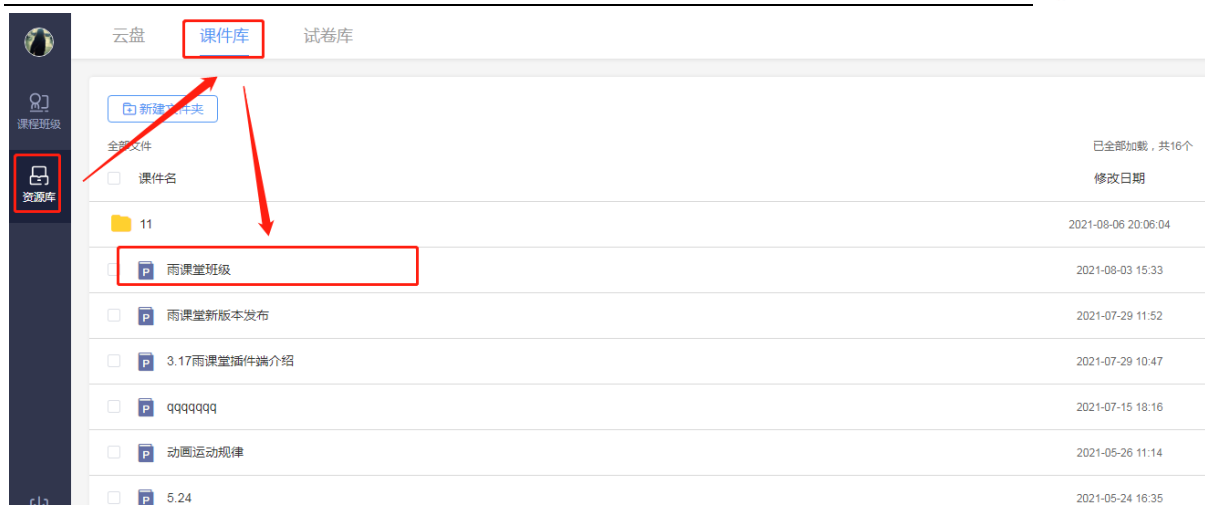 云盘 课件库 试卷库
课程班级
资源库
新建文件夹
全部文件 已全部加载，共16个
课件名 修改日期
11 2021-08-06 20:06:04
雨课堂班级 2021-08-03 15:33
雨课堂新版本发布 2021-07-29 11:52
3.17雨课堂插件端介绍 2021-07-29 10:47
qqqqqqq 2021-07-15 18:16
动画运动规律 2021-05-26 11:14
5.24 2021-05-24 16:35